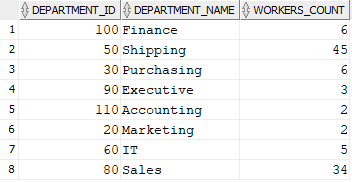 DEPARTMENT_ID DEPARTMENT_NAME WORKERS_COUNT
1 100 Finance 6
2 50 Shipping 45
3 30 Purchasing 6
4 90 Executive 3
5 110 Accounting 2
6 20 Marketing 2
7 60 IT 5
8 80 Sales 34